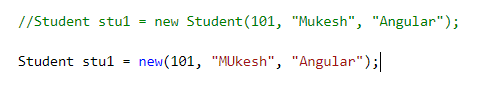 //Student stu1 = new Student(101, "Mukesh", "Angular");
Student stu1 = new(101, "MUkesh", "Angular");